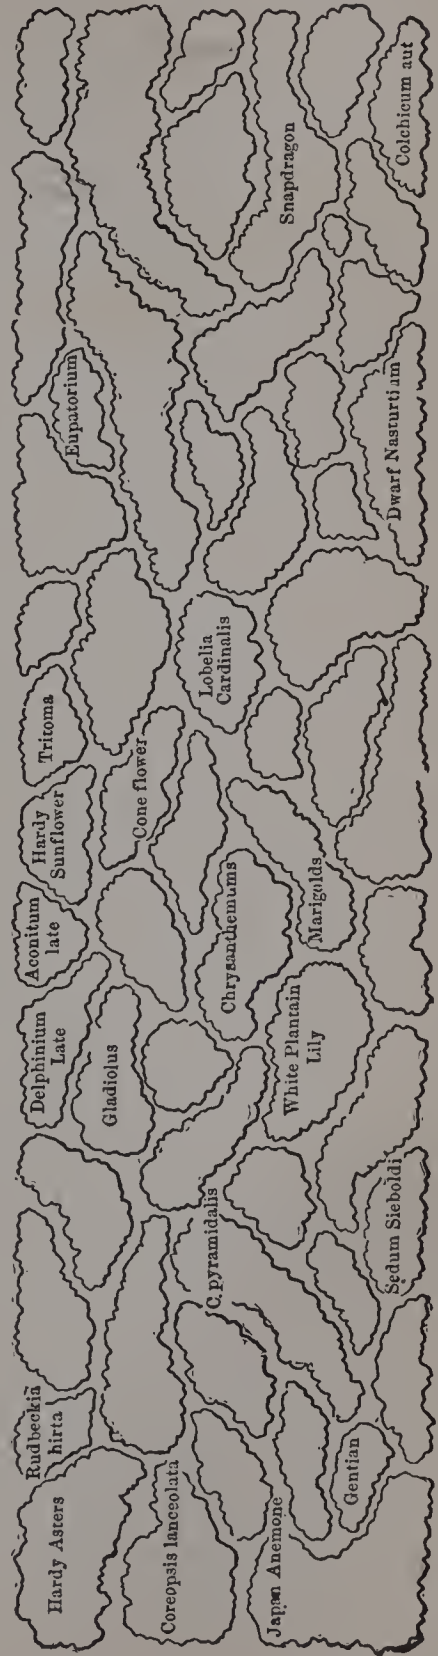 Hardy Asters
Rudbeckia
hirta
Delphinium
Late
Aconitum
late
Hardy
Sunflower
Tritoma
Eupatorium
Coreopsis lanceolata
Gladiolus
Cone flower
C. pyramidalis
Chrysanthemums
Lobelia
Cardinalis
Japan Anemone
White Plantain
Lily
Marigolds
Snapdragon
Gentian
Sedum Sieboldi
Dwarf Nasturtium
Colchicum aut